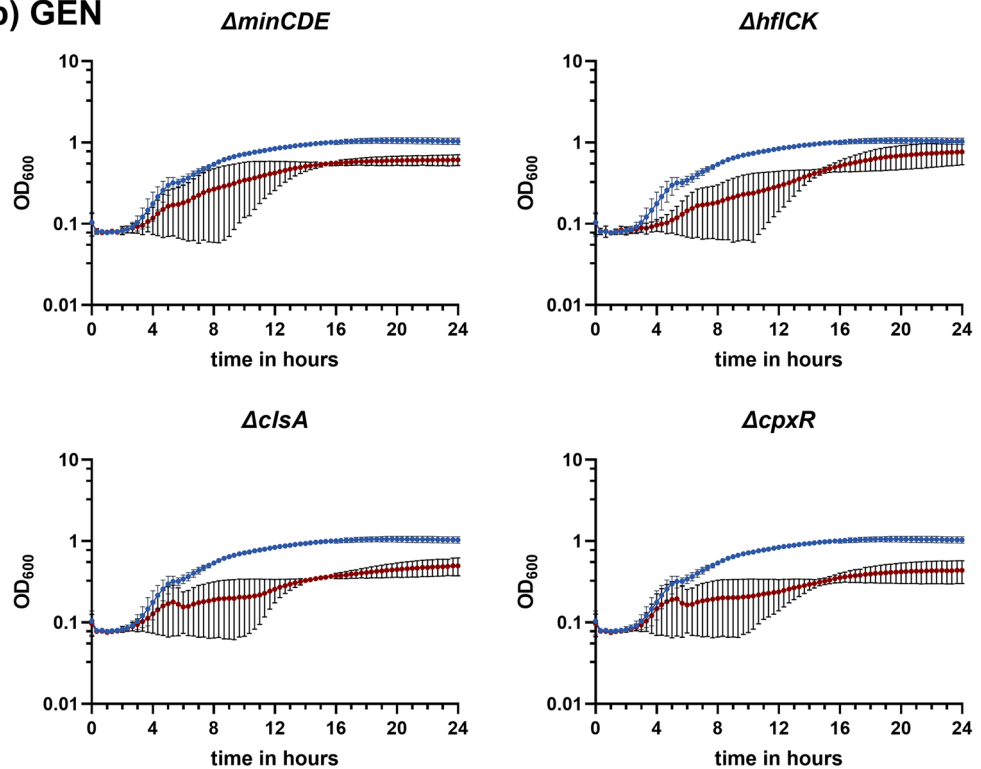 b) GEN
ΔminCDE
ΔhflCK
10
1
0.1
0.01
OD600
0 4 8 12 16 20 24
time in hours
10
1
0.1
0.01
OD600
0 4 8 12 16 20 24
time in hours
ΔclsA
ΔcpxR
10
1
0.1
0.01
OD600
0 4 8 12 16 20 24
time in hours
10
1
0.1
0.01
OD600
0 4 8 12 16 20 24
time in hours